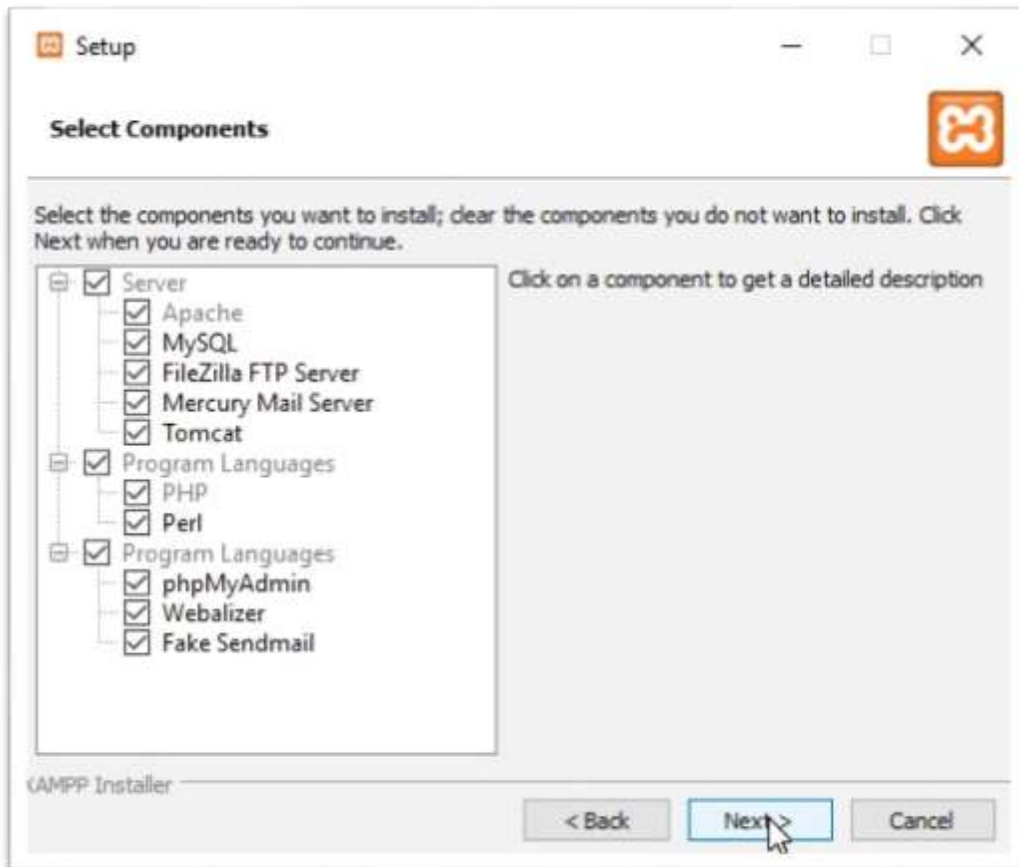 Setup
Select Components
Select the components you want to install; clear the components you do not want to install. Click
Next when you are ready to continue.
Server
Apache
MySQL
FileZilla FTP Server
Mercury Mail Server
Tomcat
Program Languages
PHP
Perl
Program Languages
phpMyAdmin
Webalizer
Fake Sendmail
Click on a component to get a detailed description
XAMPP Installer
< Back
Next >
Cancel